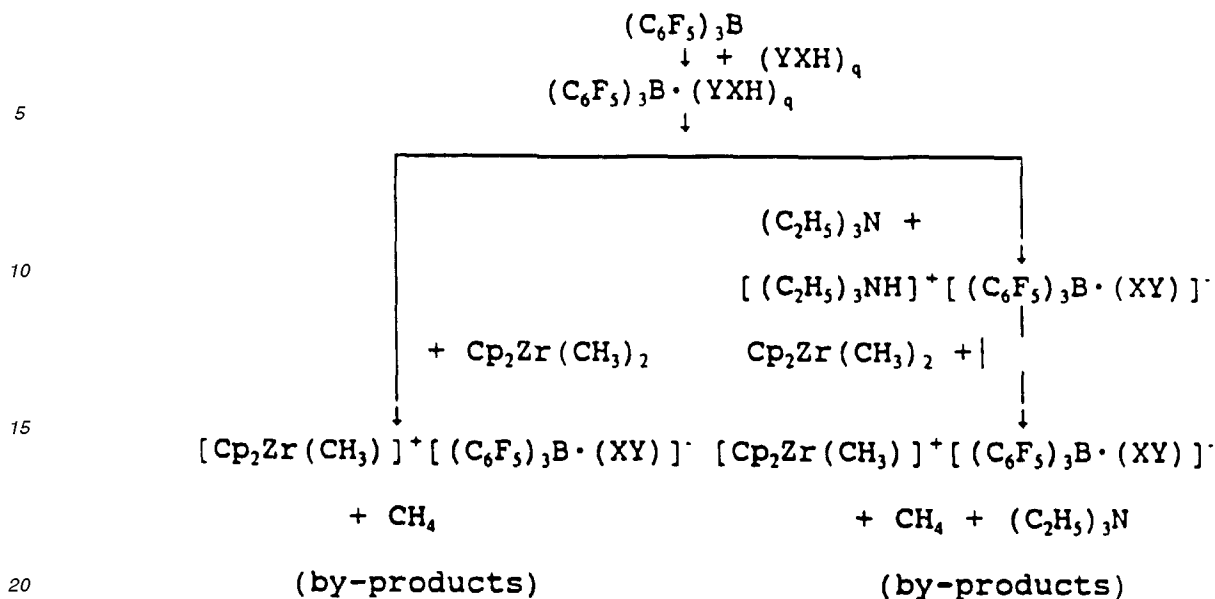 (C₆F₅)₃B
↓ + (YXH)q
5 (C₆F₅)₃B·(YXH)q
↓
(C₂H₅)₃N +
10 [(C₂H₅)₃NH]⁺[(C₆F₅)₃B·(XY)]⁻
+ Cp₂Zr(CH₃)₂ Cp₂Zr(CH₃)₂ +
15 [Cp₂Zr(CH₃)]⁺[(C₆F₅)₃B·(XY)]⁻ [Cp₂Zr(CH₃)]⁺[(C₆F₅)₃B·(XY)]⁻
+ CH₄ + CH₄ + (C₂H₅)₃N
20 (by-products) (by-products)